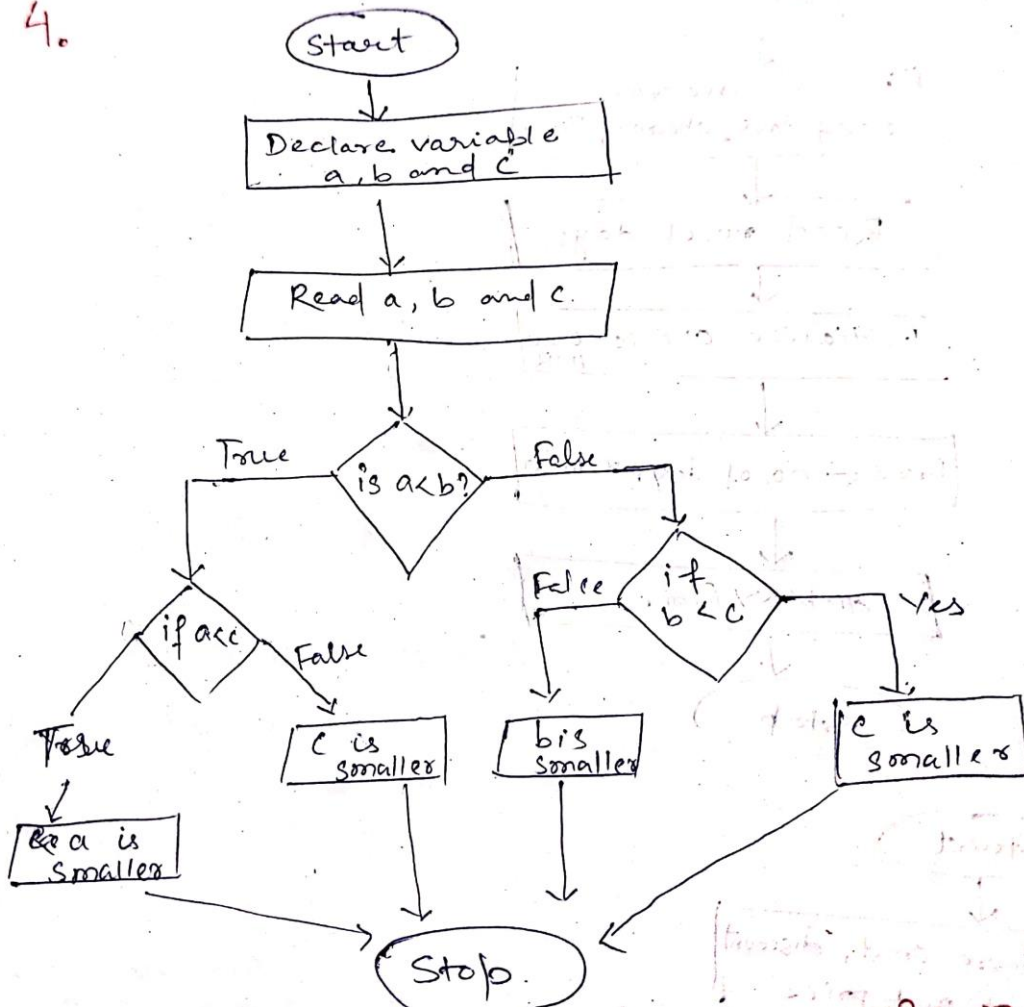 4.
Start
Declare variable
a, b and c
Read a, b and c.
is a<b?
True
False
if a<c
False
True
if
b < c
False
Yes
a is
smaller
c is
smaller
b is
smaller
c is
smaller
Stop.